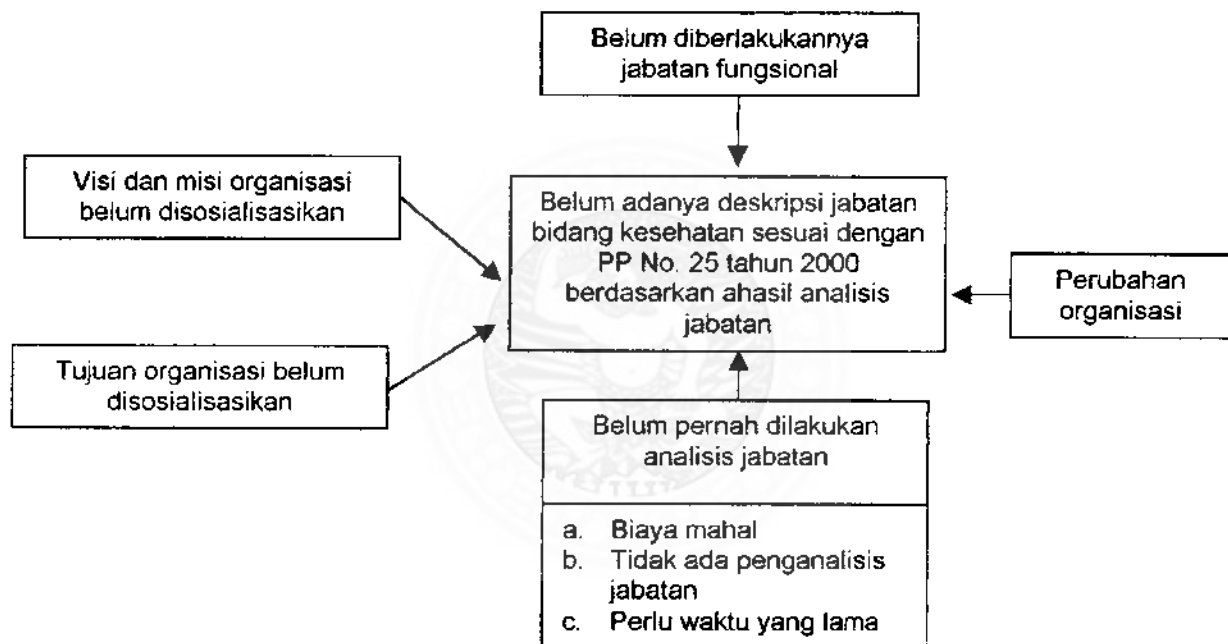 Belum diberlakukannya
jabatan fungsional
Visi dan misi organisasi
belum disosialisasikan
Belum adanya deskripsi jabatan
bidang kesehatan sesuai dengan
PP No. 25 tahun 2000
berdasarkan ahasil analisis
jabatan
Perubahan
organisasi
Tujuan organisasi belum
disosialisasikan
Belum pernah dilakukan
analisis jabatan
a. Biaya mahal
b. Tidak ada penganalisis
jabatan
c. Perlu waktu yang lama